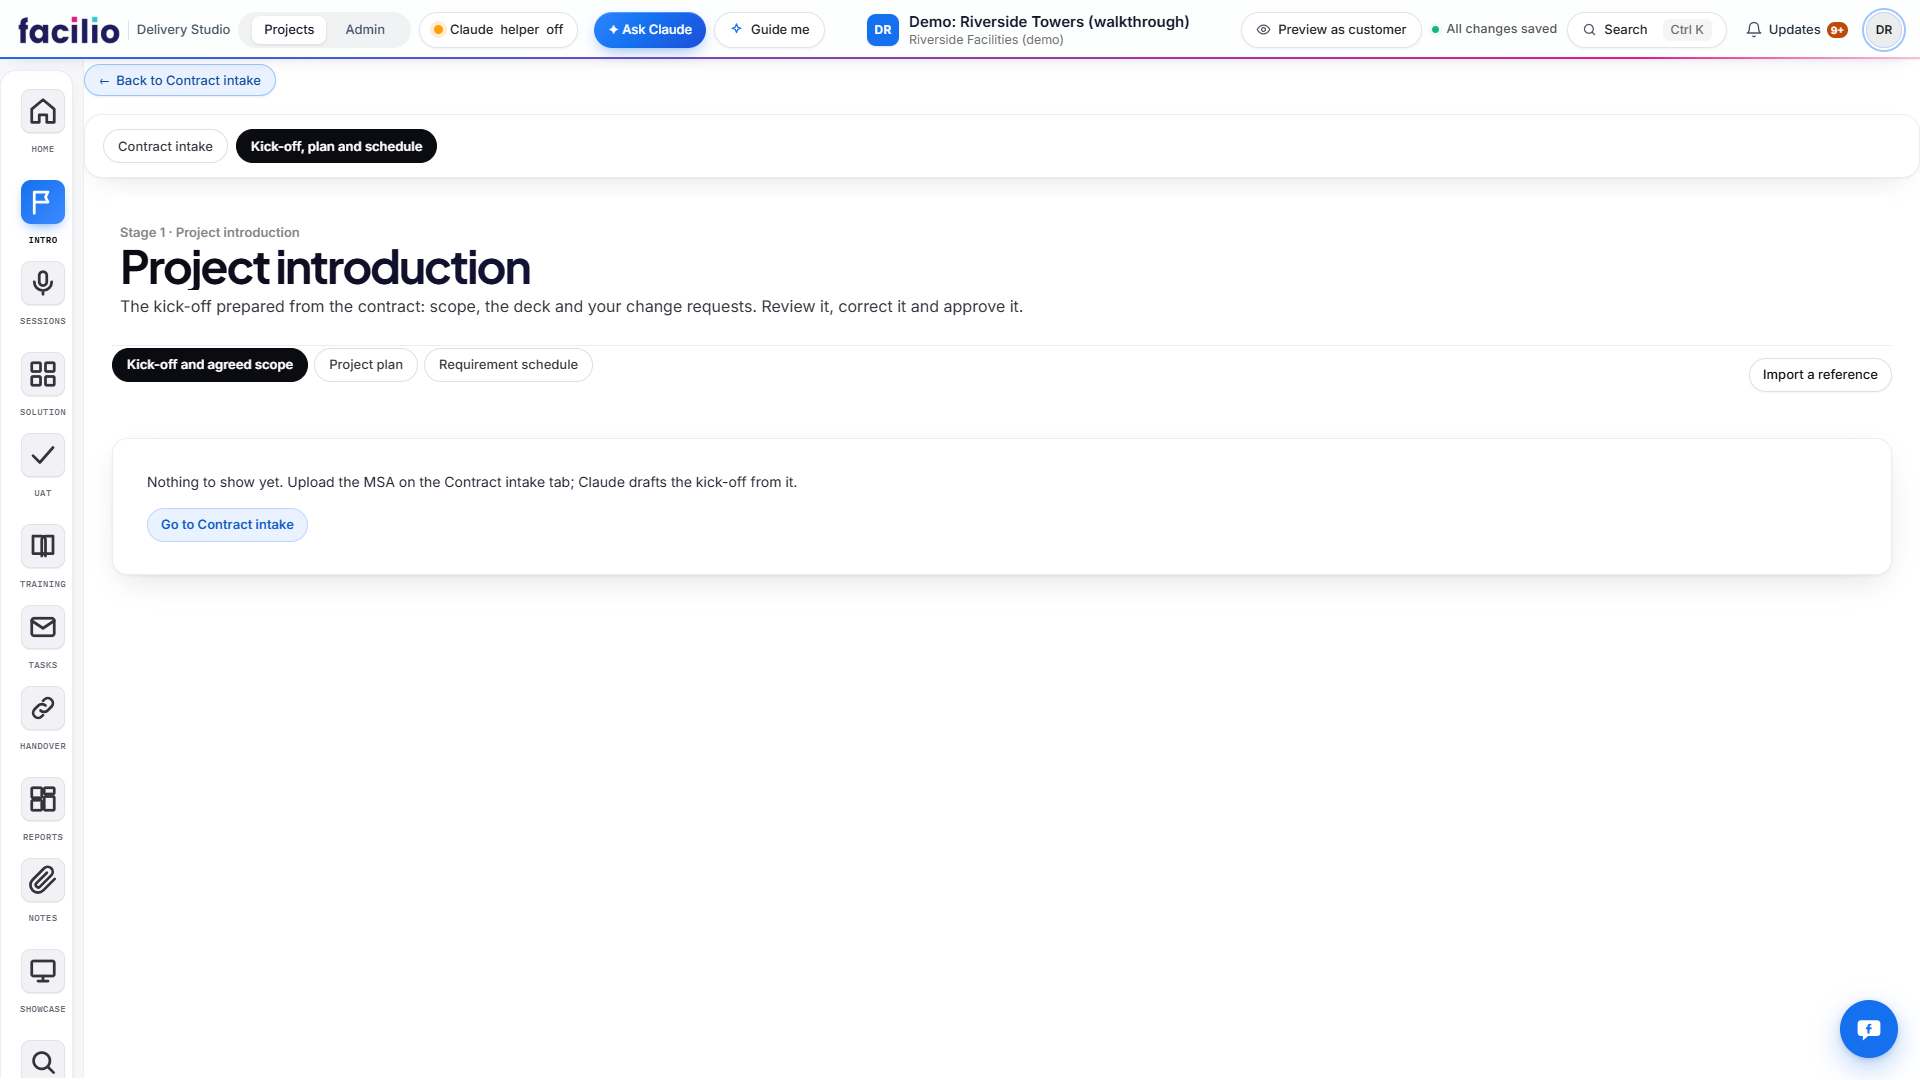 facilio
Delivery Studio
Projects
Admin
Claude helper off
✦ Ask Claude
Guide me
DR
Demo: Riverside Towers (walkthrough)
Riverside Facilities (demo)
Preview as customer
All changes saved
Search
Ctrl K
Updates
9+
DR
← Back to Contract intake
Contract intake
Kick-off, plan and schedule
HOME
INTRO
SESSIONS
SOLUTION
UAT
TRAINING
TASKS
HANDOVER
REPORTS
NOTES
SHOWCASE
Stage 1 · Project introduction
Project introduction
The kick-off prepared from the contract: scope, the deck and your change requests. Review it, correct it and approve it.
Kick-off and agreed scope
Project plan
Requirement schedule
Import a reference
Nothing to show yet. Upload the MSA on the Contract intake tab; Claude drafts the kick-off from it.
Go to Contract intake